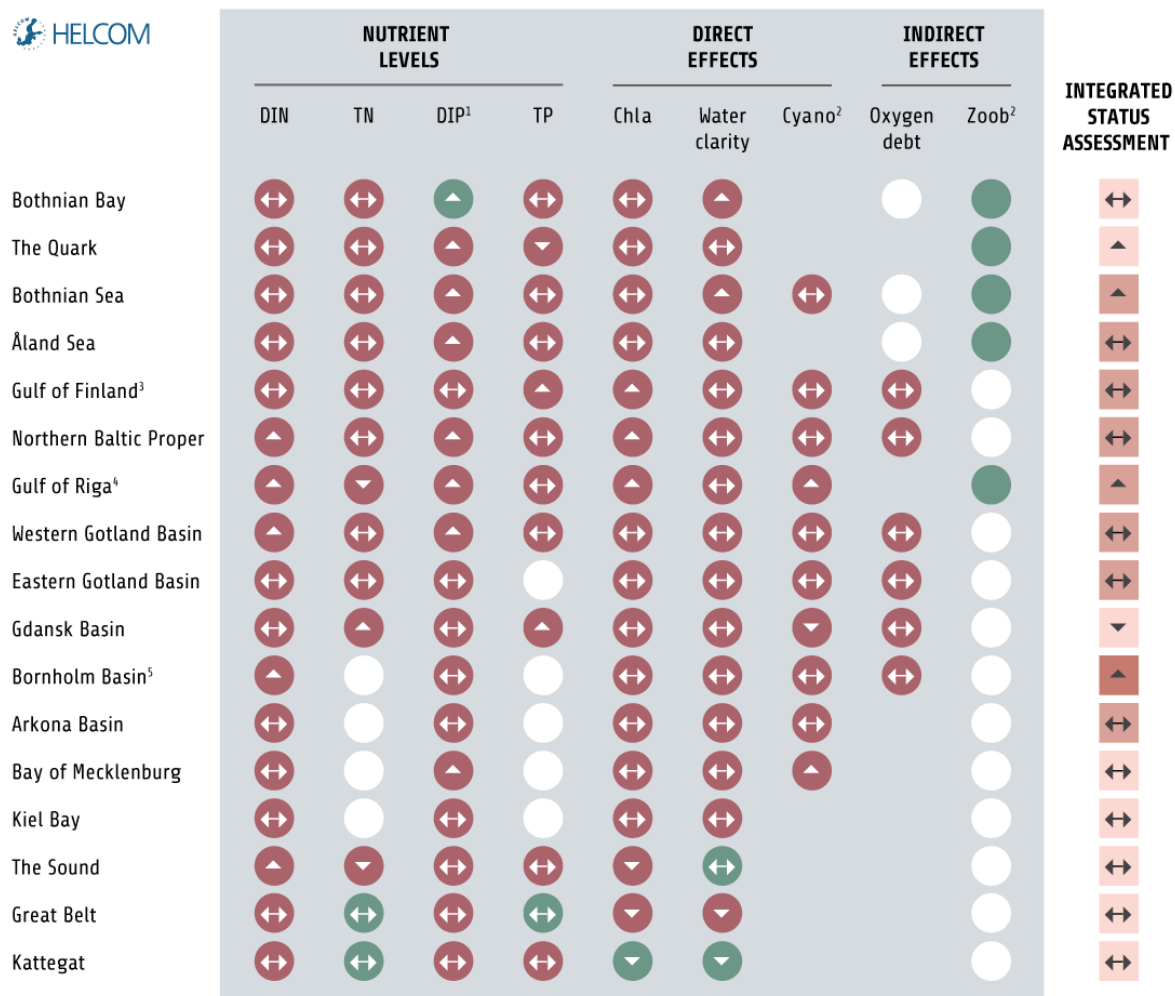 HELCOM
NUTRIENT
LEVELS
DIRECT
EFFECTS
INDIRECT
EFFECTS
INTEGRATED
STATUS
ASSESSMENT
DIN TN DIP¹ TP Chla Water
clarity Cyano² Oxygen
debt Zoob²
Bothnian Bay
The Quark
Bothnian Sea
Åland Sea
Gulf of Finland³
Northern Baltic Proper
Gulf of Riga⁴
Western Gotland Basin
Eastern Gotland Basin
Gdansk Basin
Bornholm Basin⁵
Arkona Basin
Bay of Mecklenburg
Kiel Bay
The Sound
Great Belt
Kattegat